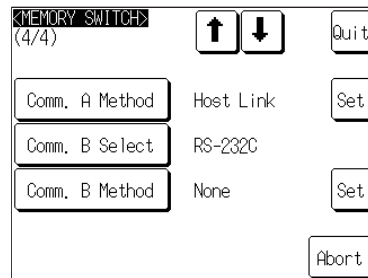 <MEMORY SWITCH>
(4/4)
↑ ↓ Quit
Comm. A Method Host Link Set
Comm. B Select RS-232C
Comm. B Method None Set
Abort